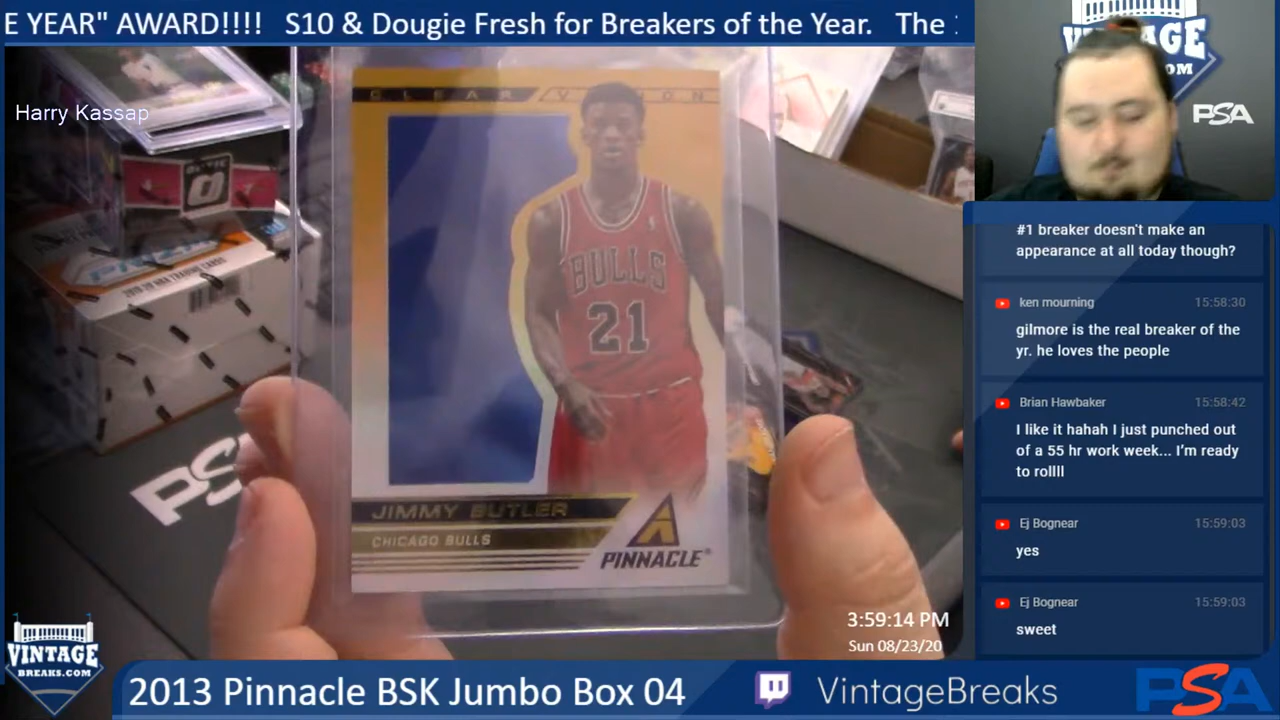 E YEAR" AWARD!!!! S10 & Dougie Fresh for Breakers of the Year. The
VINTAGE
.COM
PSA
Harry Kassap
CLEAR VISION
OPTIC
BULLS
21
JIMMY BUTLER
CHICAGO BULLS
PINNACLE
PSA
#1 breaker doesn't make an
appearance at all today though?
ken mourning 15:58:30
gilmore is the real breaker of the
yr. he loves the people
Brian Hawbaker 15:58:42
I like it hahah I just punched out
of a 55 hr work week... I'm ready
to rollll
Ej Bognear 15:59:03
yes
Ej Bognear 15:59:03
sweet
3:59:14 PM
Sun 08/23/20
VINTAGE
BREAKS.COM
2013 Pinnacle BSK Jumbo Box 04
VintageBreaks
PSA